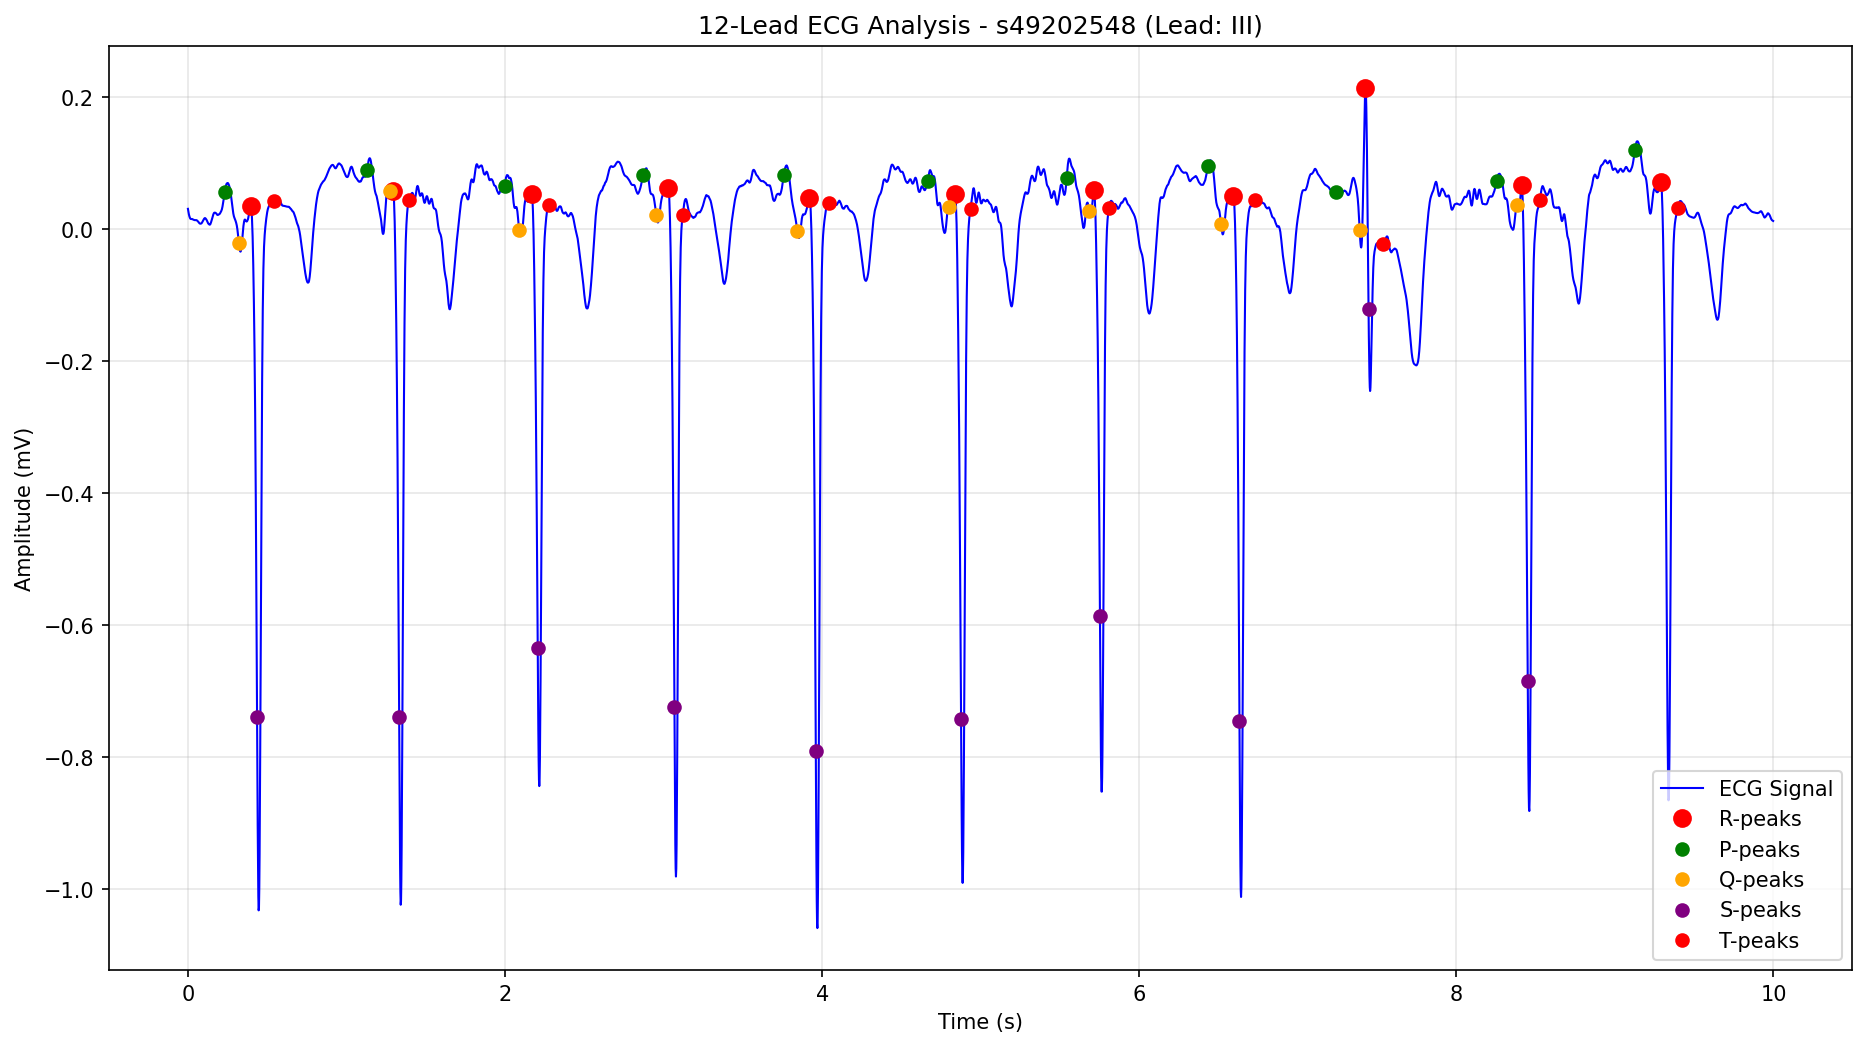 12-Lead ECG Analysis - s49202548 (Lead: III)
Amplitude (mV)
0.2
0.0
−0.2
−0.4
−0.6
−0.8
−1.0
ECG Signal
R-peaks
P-peaks
Q-peaks
S-peaks
T-peaks
0 2 4 6 8 10
Time (s)